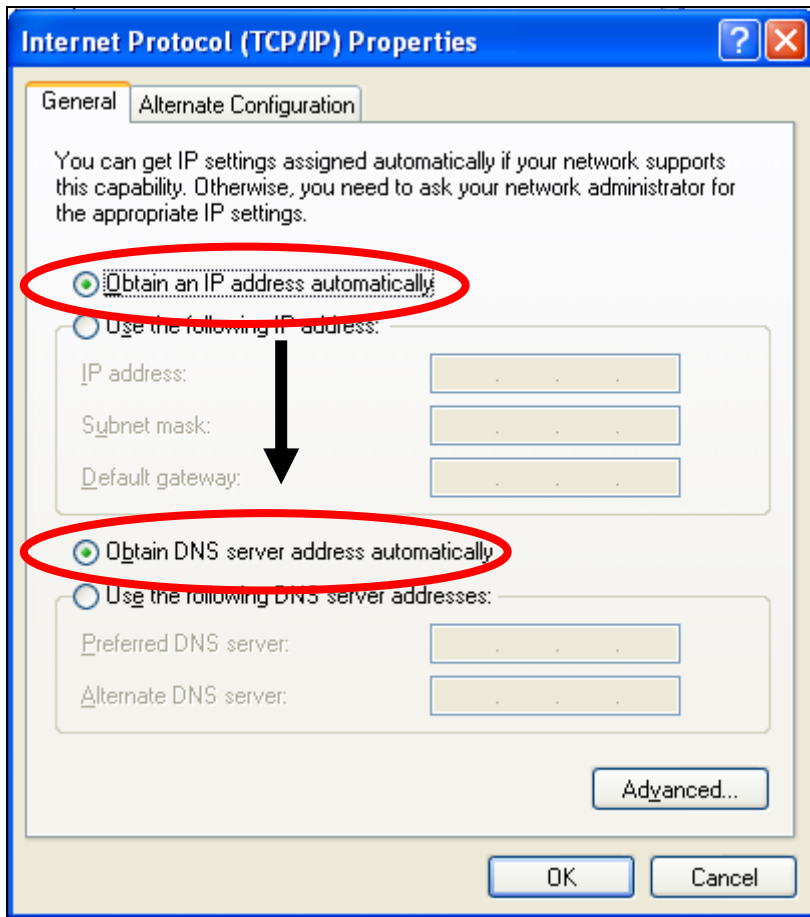 Internet Protocol (TCP/IP) Properties
General
Alternate Configuration
You can get IP settings assigned automatically if your network supports
this capability. Otherwise, you need to ask your network administrator for
the appropriate IP settings.
Obtain an IP address automatically
Use the following IP address:
IP address:
Subnet mask:
Default gateway:
Obtain DNS server address automatically
Use the following DNS server addresses:
Preferred DNS server:
Alternate DNS server:
Advanced...
OK
Cancel